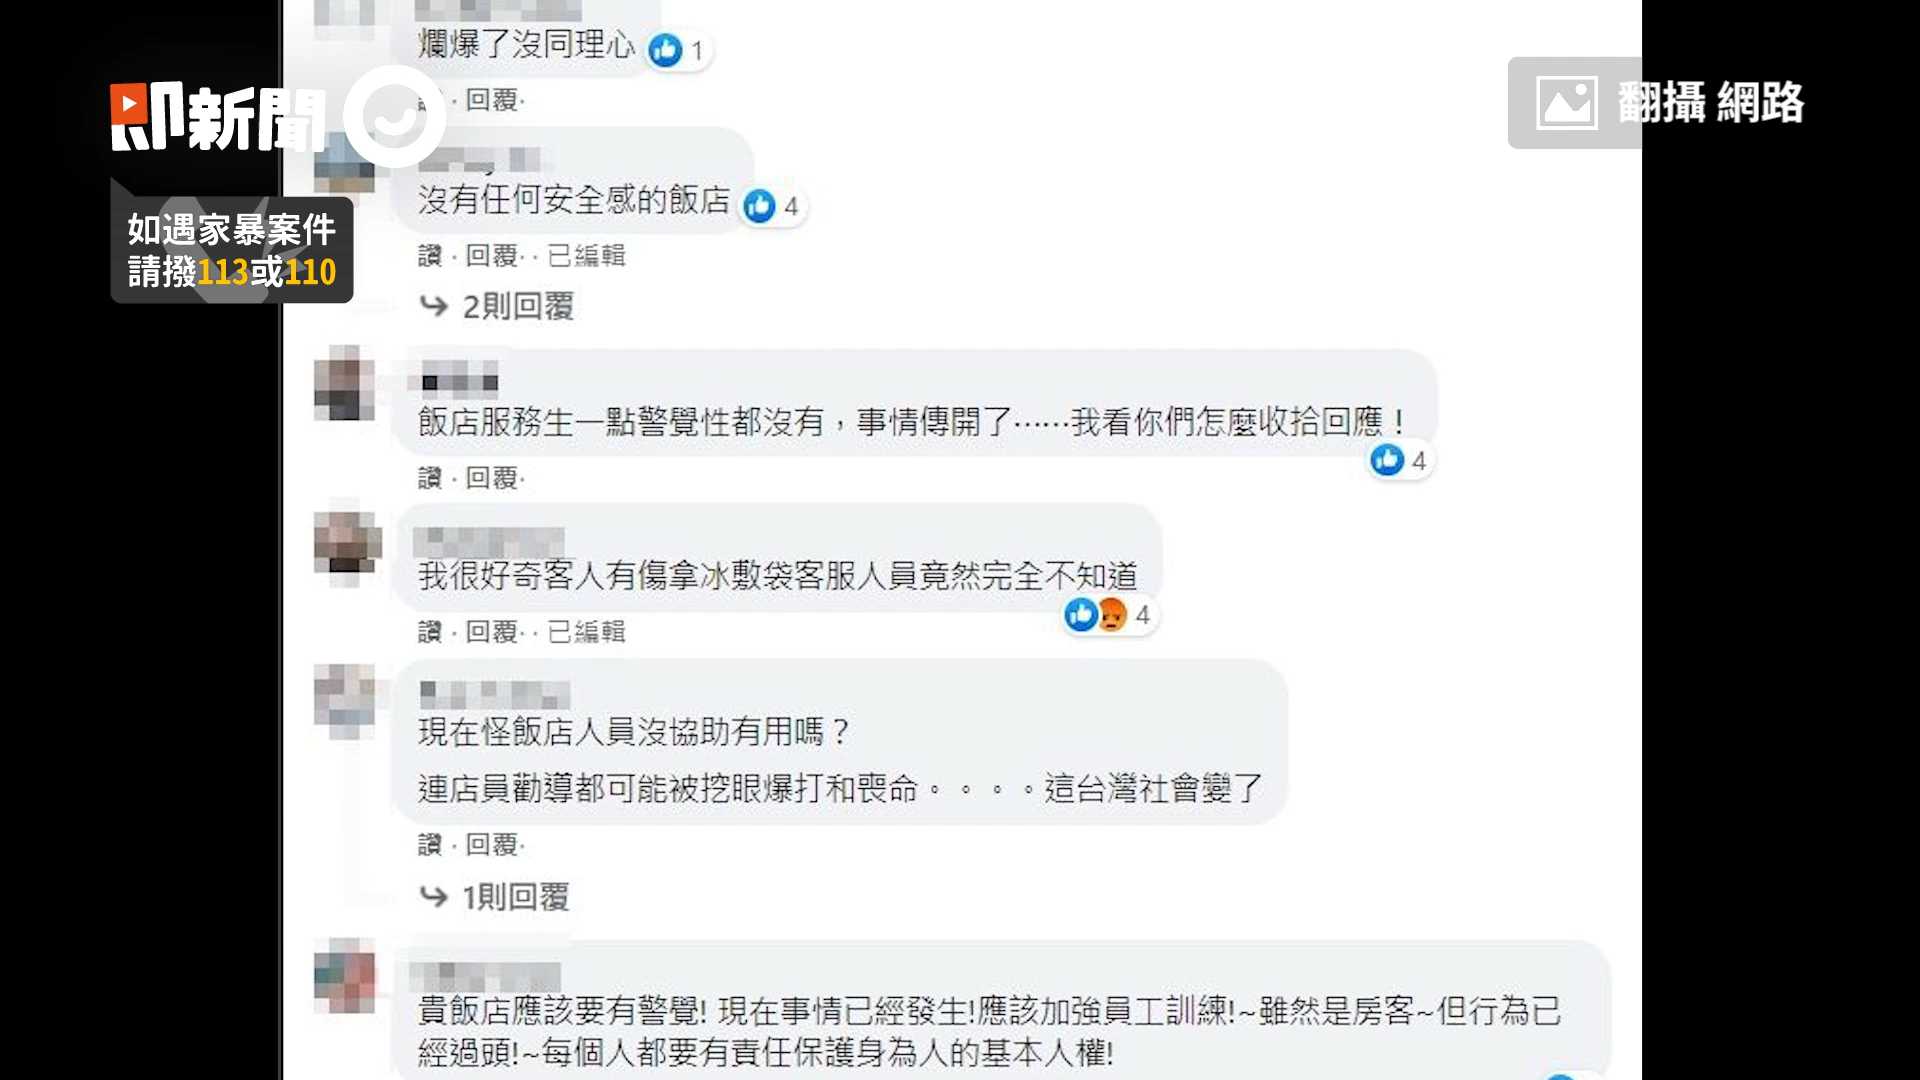 爛爆了沒同理心 1
回覆·
即新聞
翻攝 網路
沒有任何安全感的飯店 4
讚·回覆··已編輯
如遇家暴案件
請撥113或110
2則回覆
飯店服務生一點警覺性都沒有，事情傳開了……我看你們怎麼收拾回應！
4
讚·回覆·
我很好奇客人有傷拿冰敷袋客服人員竟然完全不知道
4
讚·回覆··已編輯
現在怪飯店人員沒協助有用嗎？
連店員勸導都可能被挖眼爆打和喪命。。。。這台灣社會變了
讚·回覆·
1則回覆
貴飯店應該要有警覺! 現在事情已經發生!應該加強員工訓練!~雖然是房客~但行為已
經過頭!~每個人都要有責任保護身為人的基本人權!